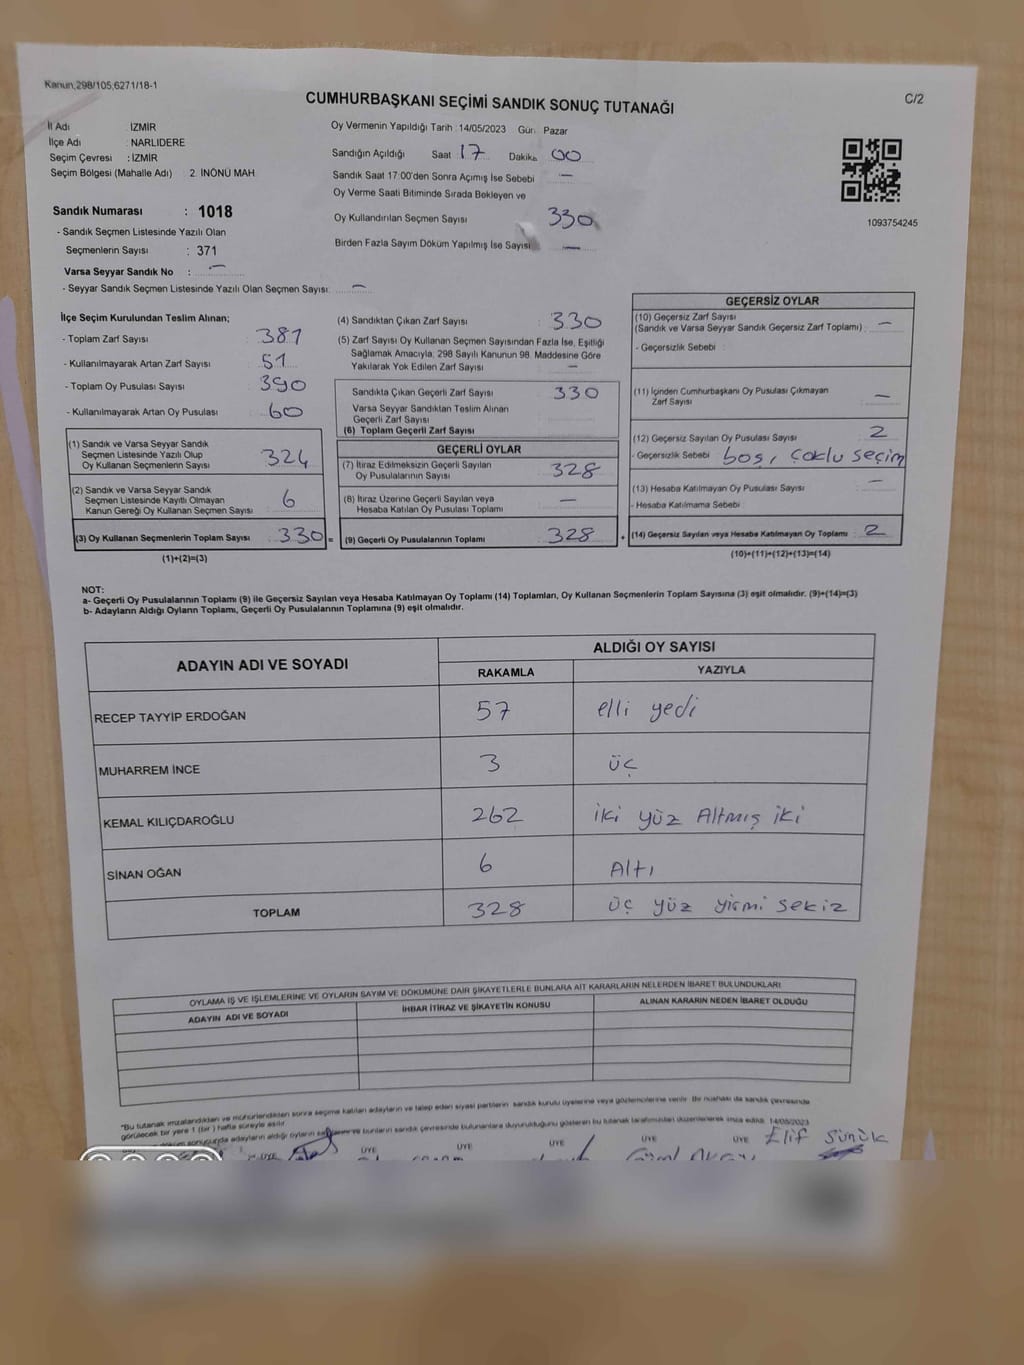 Kanun,298/105,6271/18-1
CUMHURBAŞKANI SEÇİMİ SANDIK SONUÇ TUTANAĞI
C/2
İl Adı İZMİR
İlçe Adı : NARLIDERE
Seçim Çevresi : İZMİR
Seçim Bölgesi (Mahalle Adı) 2. İNÖNÜ MAH
Sandık Numarası : 1018
- Sandık Seçmen Listesinde Yazılı Olan
Seçmenlerin Sayısı : 371
Varsa Seyyar Sandık No : —
- Seyyar Sandık Seçmen Listesinde Yazılı Olan Seçmen Sayısı: —
Oy Vermenin Yapıldığı Tarih :14/05/2023 Gün: Pazar
Sandığın Açıldığı Saat 17 Dakika 00
Sandık Saat 17:00'den Sonra Açımış İse Sebebi —
Oy Verme Saati Bitiminde Sırada Bekleyen ve
Oy Kullandırılan Seçmen Sayısı 330
Birden Fazla Sayım Döküm Yapılmış İse Sayısı —
1093754245
İlçe Seçim Kurulundan Teslim Alınan;
- Toplam Zarf Sayısı : 381
- Kullanılmayarak Artan Zarf Sayısı : 51
- Toplam Oy Pusulası Sayısı : 390
- Kullanılmayarak Artan Oy Pusulası : 60
(1) Sandık ve Varsa Seyyar Sandık
Seçmen Listesinde Yazılı Olup
Oy Kullanan Seçmenlerin Sayısı : 324
(2) Sandık ve Varsa Seyyar Sandık
Seçmen Listesinde Kayıtlı Olmayan
Kanun Gereği Oy Kullanan Seçmen Sayısı : 6
(3) Oy Kullanan Seçmenlerin Toplam Sayısı : 330 =
(1)+(2)=(3)
(4) Sandıktan Çıkan Zarf Sayısı : 330
(5) Zarf Sayısı Oy Kullanan Seçmen Sayısından Fazla İse, Eşitliği
Sağlamak Amacıyla, 298 Sayılı Kanunun 98. Maddesine Göre
Yakılarak Yok Edilen Zarf Sayısı : —
Sandıkta Çıkan Geçerli Zarf Sayısı : 330
Varsa Seyyar Sandıktan Teslim Alınan
Geçerli Zarf Sayısı
(6) Toplam Geçerli Zarf Sayısı
GEÇERLİ OYLAR
(7) İtiraz Edilmeksizin Geçerli Sayılan
Oy Pusulasının Sayısı : 328
(8) İtiraz Üzerine Geçerli Sayılan veya
Hesaba Katılan Oy Pusulası Toplamı : —
(9) Geçerli Oy Pusulalarının Toplamı : 328 +
GEÇERSİZ OYLAR
(10) Geçersiz Zarf Sayısı
(Sandık ve Varsa Seyyar Sandık Geçersiz Zarf Toplamı) : —
- Geçersizlik Sebebi :
(11) İçinden Cumhurbaşkanı Oy Pusulası Çıkmayan
Zarf Sayısı : —
(12) Geçersiz Sayılan Oy Pusulası Sayısı : 2
- Geçersizlik Sebebi : boş, çoklu seçim
(13) Hesaba Katılmayan Oy Pusulası Sayısı : —
- Hesaba Katılmama Sebebi :
(14) Geçersiz Sayılan veya Hesaba Katılmayan Oy Toplamı : 2
(10)+(11)+(12)+(13)=(14)
NOT:
a- Geçerli Oy Pusulalarının Toplamı (9) ile Geçersiz Sayılan veya Hesaba Katılmayan Oy Toplamı (14) Toplamları, Oy Kullanan Seçmenlerin Toplam Sayısına (3) eşit olmalıdır. (9)+(14)=(3)
b- Adayların Aldığı Oyların Toplamı, Geçerli Oy Pusulalarının Toplamına (9) eşit olmalıdır.
ADAYIN ADI VE SOYADI
ALDIĞI OY SAYISI
RAKAMLA YAZIYLA
RECEP TAYYİP ERDOĞAN 57 elli yedi
MUHARREM İNCE 3 üç
KEMAL KILIÇDAROĞLU 262 iki yüz Altmış iki
SİNAN OĞAN 6 Altı
TOPLAM 328 üç yüz yirmi sekiz
OYLAMA İŞ VE İŞLEMLERİNE VE OYLARIN SAYIM VE DÖKÜMÜNE DAİR ŞİKAYETLERLE BUNLARA AİT KARARLARIN NELERDEN İBARET BULUNDUKLARI
ADAYIN ADI VE SOYADI İHBAR İTİRAZ VE ŞİKAYETİN KONUSU ALINAN KARARIN NEDEN İBARET OLDUĞU
"Bu tutanak imzalandıktan ve mühürlendikten sonra seçime katılan adayların ve talep eden siyasi partilerin sandık kurulu üyelerine veya gözlemcilerine verilir. Bir nüshası da sandık çevresinde
görülecek bir yere 1 (bir) hafta süreyle asılır.
döküm sonucunda adayların aldığı oyların ve bunların sandık çevresinde bulunanlara duyurulduğunu gösteren bu tutanak tarafımızdan düzenlenerek imza edildi. 14/05/2023
ÜYE ÜYE ÜYE ÜYE ÜYE ÜYE Elif Sünük